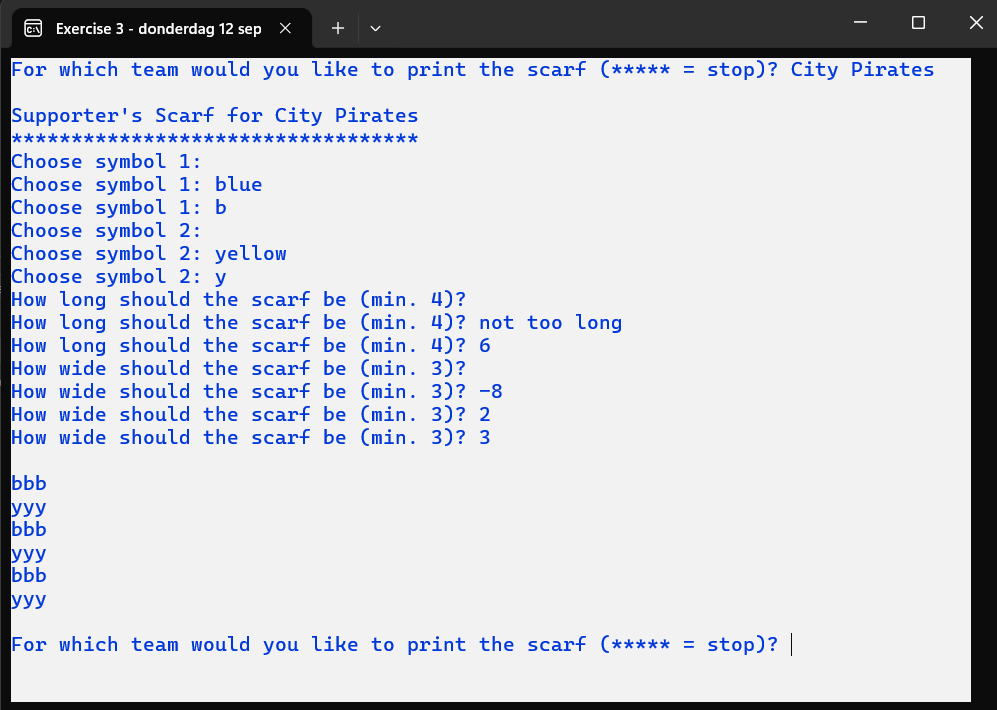 Exercise 3 - donderdag 12 sep
For which team would you like to print the scarf (***** = stop)? City Pirates
Supporter's Scarf for City Pirates
**********************************
Choose symbol 1:
Choose symbol 1: blue
Choose symbol 1: b
Choose symbol 2:
Choose symbol 2: yellow
Choose symbol 2: y
How long should the scarf be (min. 4)?
How long should the scarf be (min. 4)? not too long
How long should the scarf be (min. 4)? 6
How wide should the scarf be (min. 3)?
How wide should the scarf be (min. 3)? -8
How wide should the scarf be (min. 3)? 2
How wide should the scarf be (min. 3)? 3
bbb
yyy
bbb
yyy
bbb
yyy
For which team would you like to print the scarf (***** = stop)?